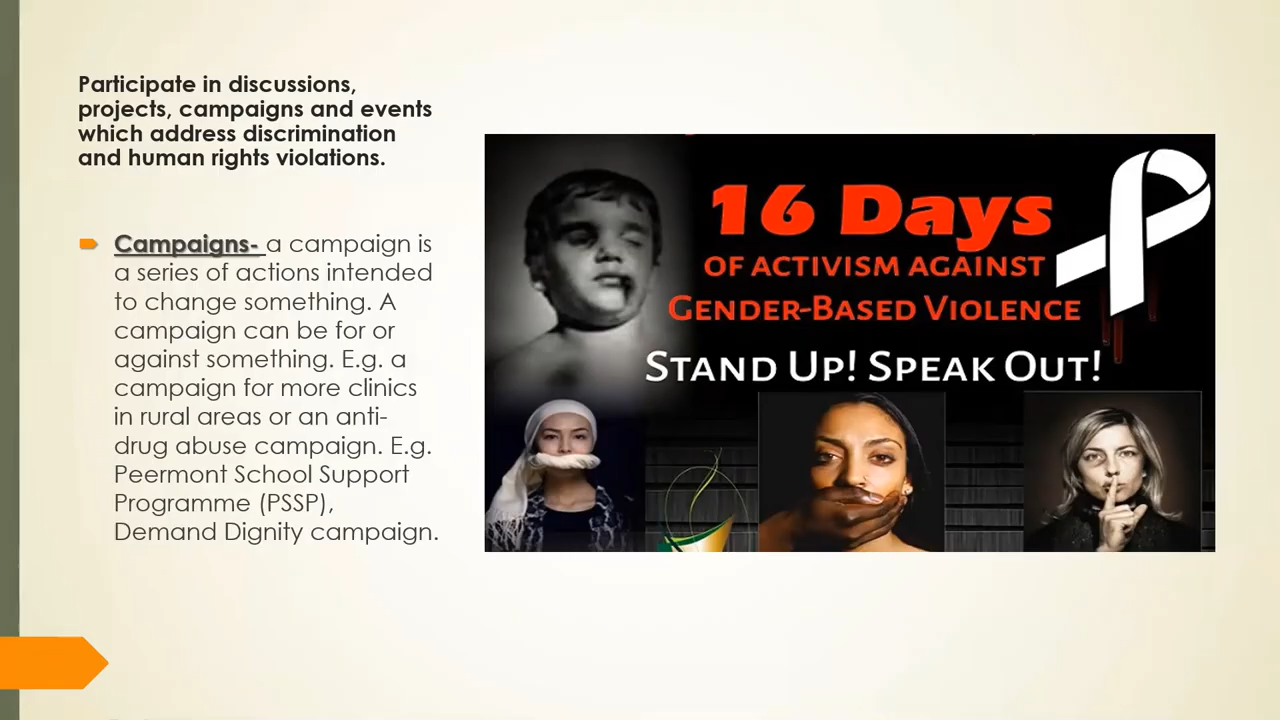 Participate in discussions,
projects, campaigns and events
which address discrimination
and human rights violations.
Campaigns- a campaign is
a series of actions intended
to change something. A
campaign can be for or
against something. E.g. a
campaign for more clinics
in rural areas or an anti-
drug abuse campaign. E.g.
Peermont School Support
Programme (PSSP),
Demand Dignity campaign.
16 Days
OF ACTIVISM AGAINST
GENDER-BASED VIOLENCE
STAND UP! SPEAK OUT!